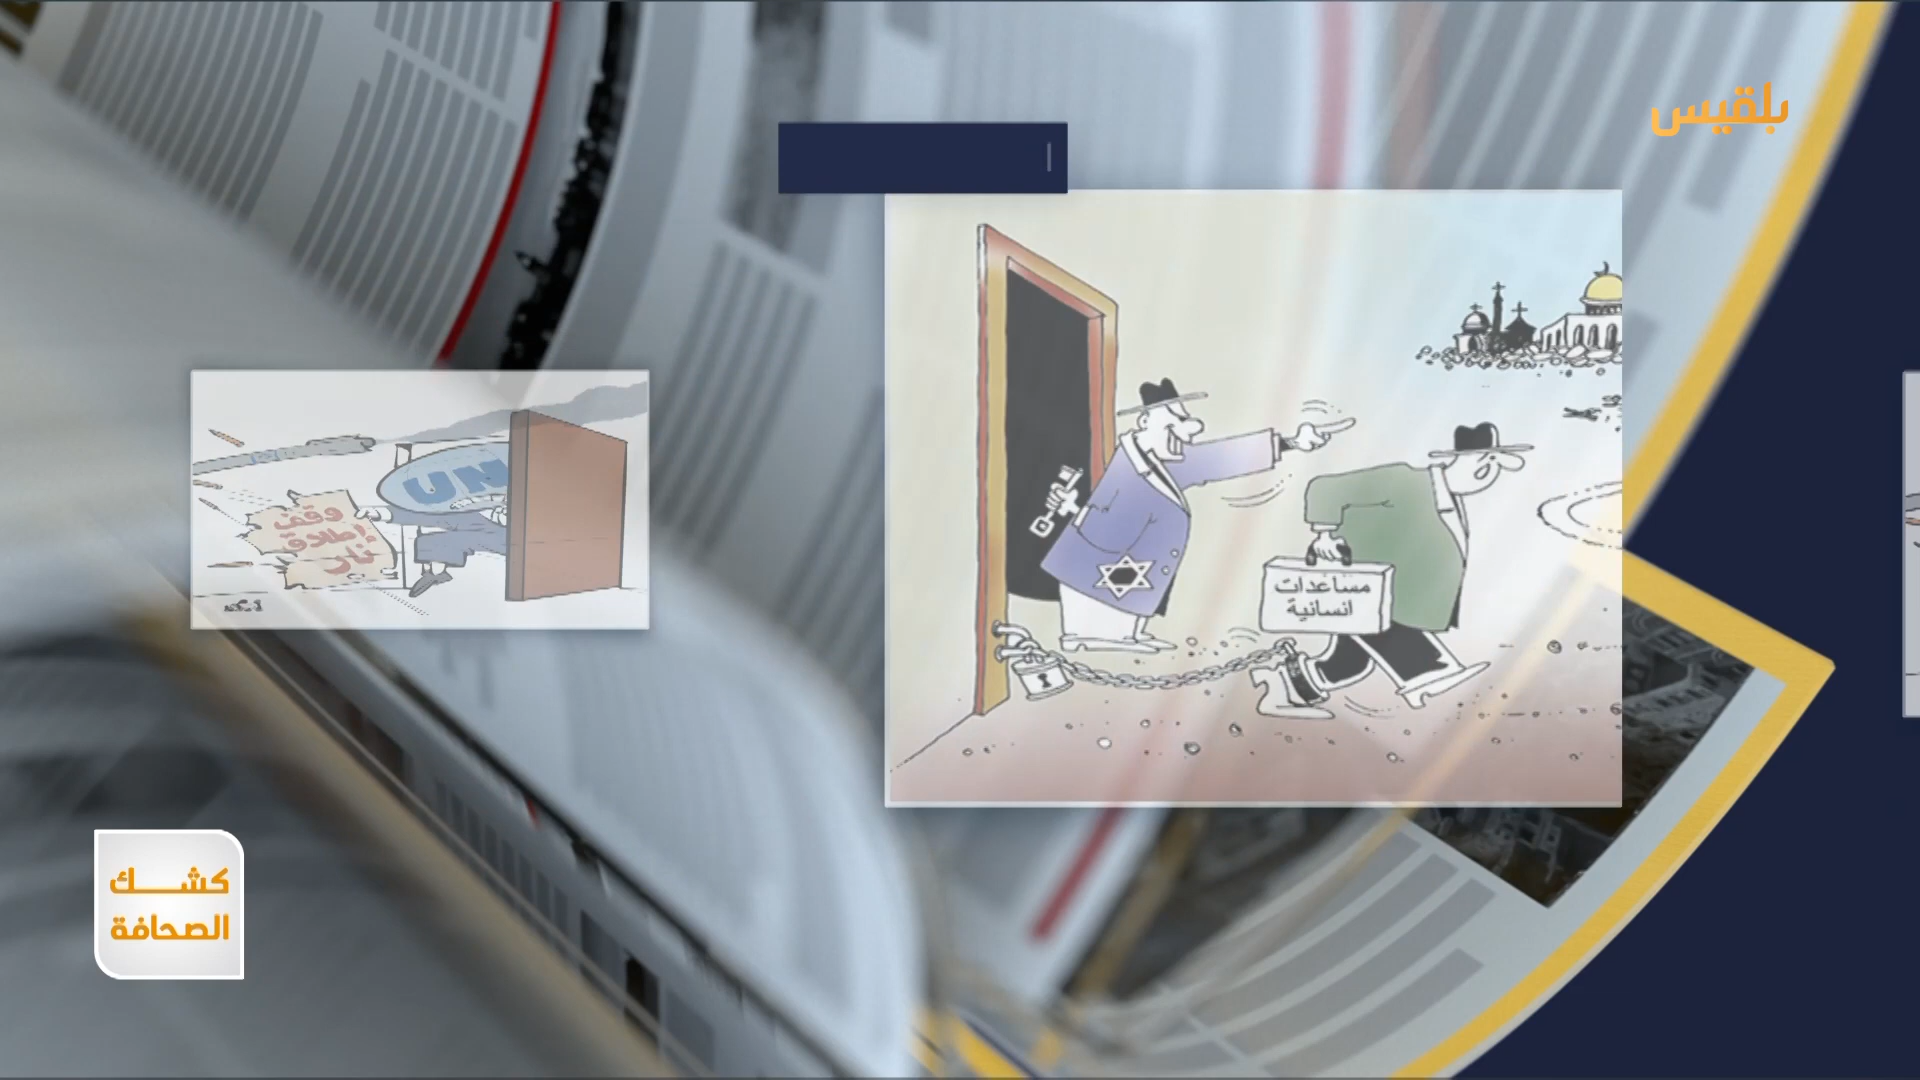 بلقيس
مساعدات
انسانية
UN
وقف
إطلاق
نار
كشك
الصحافة